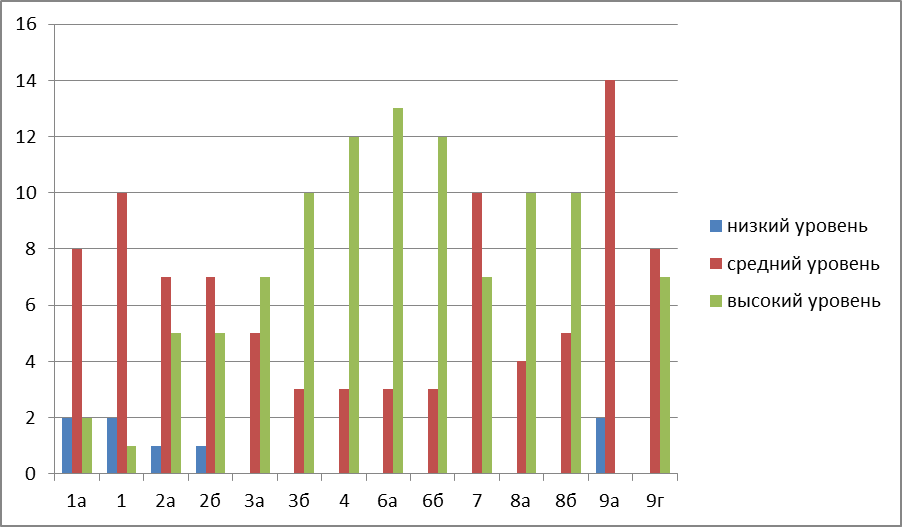 16
14
12
10
8
6
4
2
0
1а 1 2а 2б 3а 3б 4 6а 6б 7 8а 8б 9а 9г
низкий уровень
средний уровень
высокий уровень